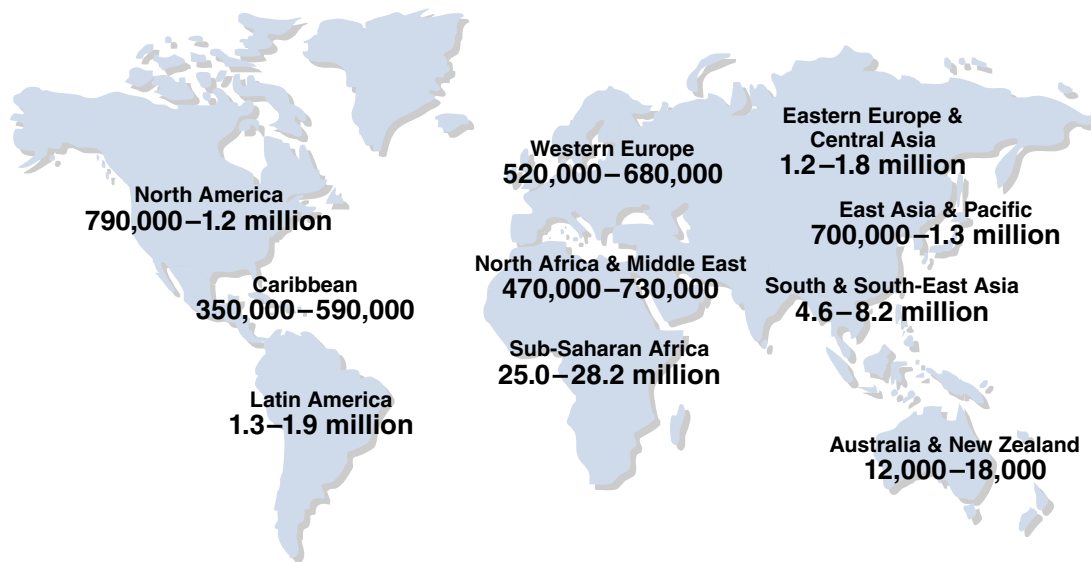 Eastern Europe &
Central Asia
1.2–1.8 million
Western Europe
520,000–680,000
North America
790,000–1.2 million
East Asia & Pacific
700,000–1.3 million
North Africa & Middle East
470,000–730,000
Caribbean
350,000–590,000
South & South-East Asia
4.6–8.2 million
Sub-Saharan Africa
25.0–28.2 million
Latin America
1.3–1.9 million
Australia & New Zealand
12,000–18,000